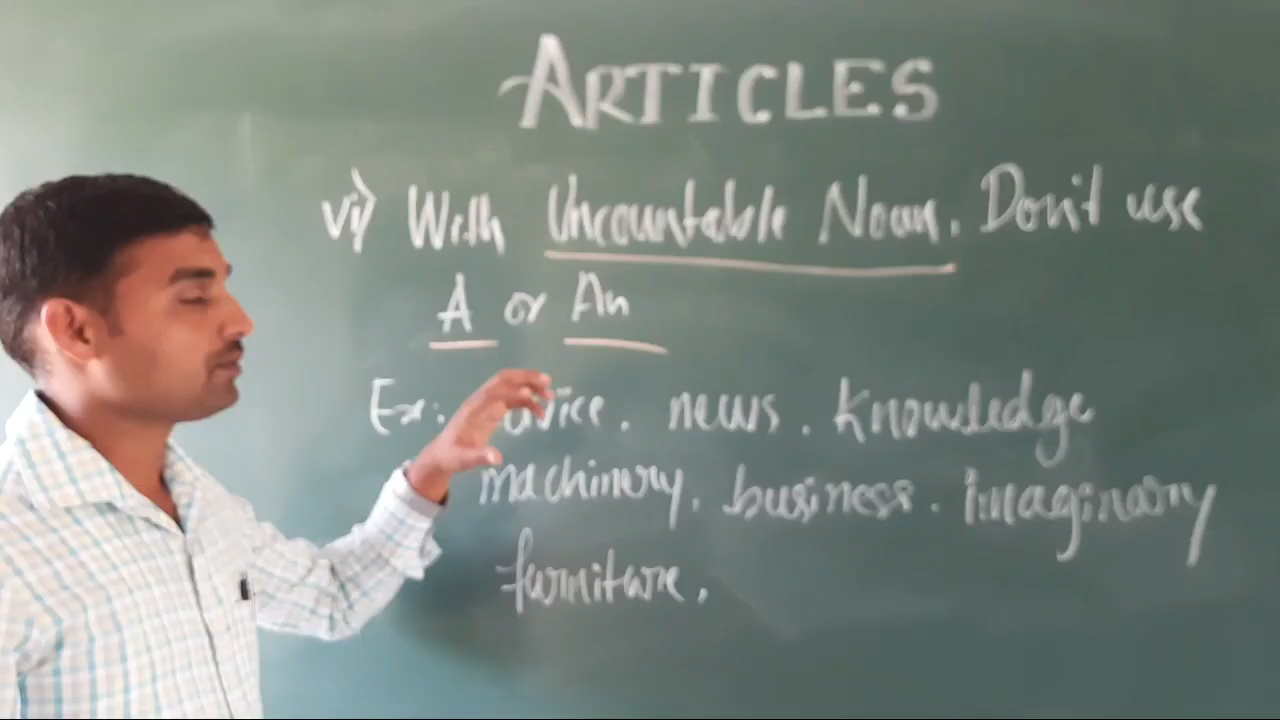 ARTICLES
vi) With Uncountable Noun. Don't use
A or An
Ex: news. Knowledge
machinery, business. imaginary
furniture.